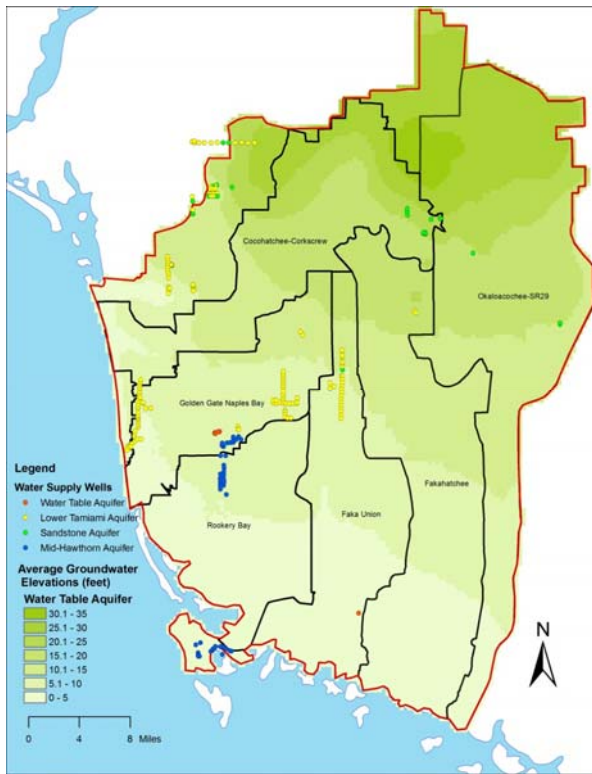 Cocohatchee-Corkscrew
Okaloacochee-SR29
Golden Gate Naples Bay
Fakahatchee
Faka Union
Rookery Bay
Legend
Water Supply Wells
Water Table Aquifer
Lower Tamiami Aquifer
Sandstone Aquifer
Mid-Hawthorn Aquifer
Average Groundwater
Elevations (feet)
Water Table Aquifer
30.1 - 35
25.1 - 30
20.1 - 25
15.1 - 20
10.1 - 15
5.1 - 10
0 - 5
N
0 4 8 Miles